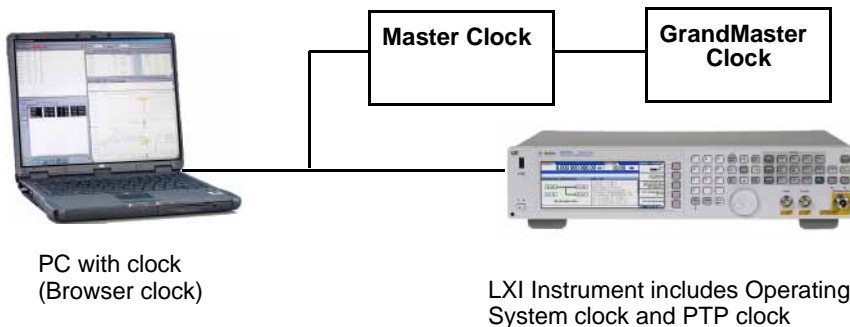 Master Clock
GrandMaster
Clock
PC with clock
(Browser clock)
LXI Instrument includes Operating
System clock and PTP clock